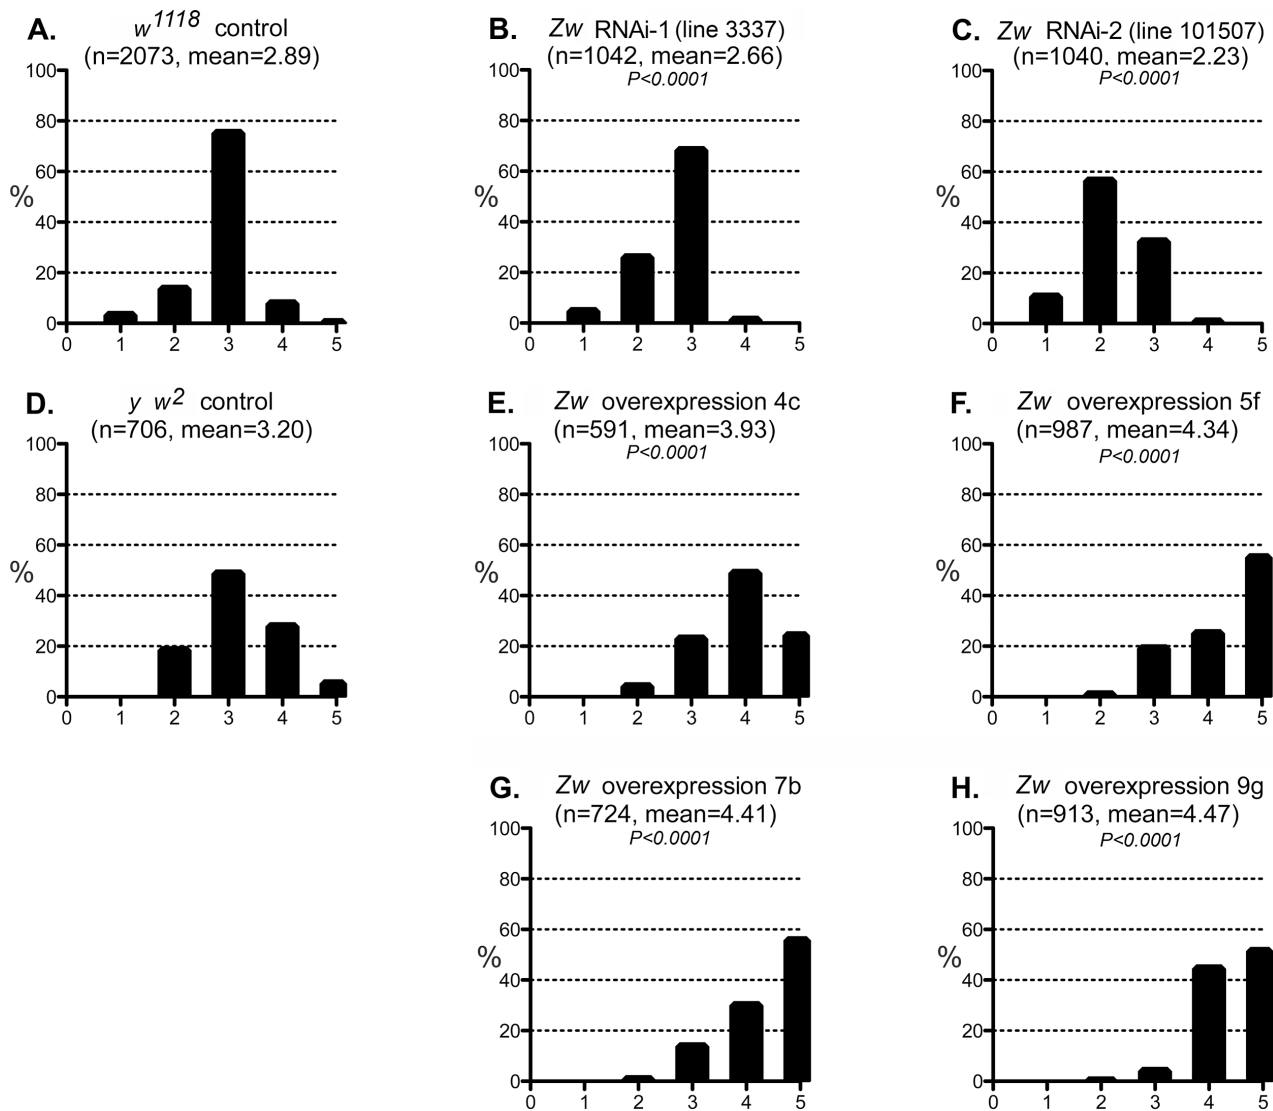 A. w1118 control
(n=2073, mean=2.89)
100
80
60
40
20
0
%
0 1 2 3 4 5
B. Zw RNAi-1 (line 3337)
(n=1042, mean=2.66)
P<0.0001
100
80
60
40
20
0
%
0 1 2 3 4 5
C. Zw RNAi-2 (line 101507)
(n=1040, mean=2.23)
P<0.0001
100
80
60
40
20
0
%
0 1 2 3 4 5
D. y w2 control
(n=706, mean=3.20)
100
80
60
40
20
0
%
0 1 2 3 4 5
E. Zw overexpression 4c
(n=591, mean=3.93)
P<0.0001
100
80
60
40
20
0
%
0 1 2 3 4 5
F. Zw overexpression 5f
(n=987, mean=4.34)
P<0.0001
100
80
60
40
20
0
%
0 1 2 3 4 5
G. Zw overexpression 7b
(n=724, mean=4.41)
P<0.0001
100
80
60
40
20
0
%
0 1 2 3 4 5
H. Zw overexpression 9g
(n=913, mean=4.47)
P<0.0001
100
80
60
40
20
0
%
0 1 2 3 4 5